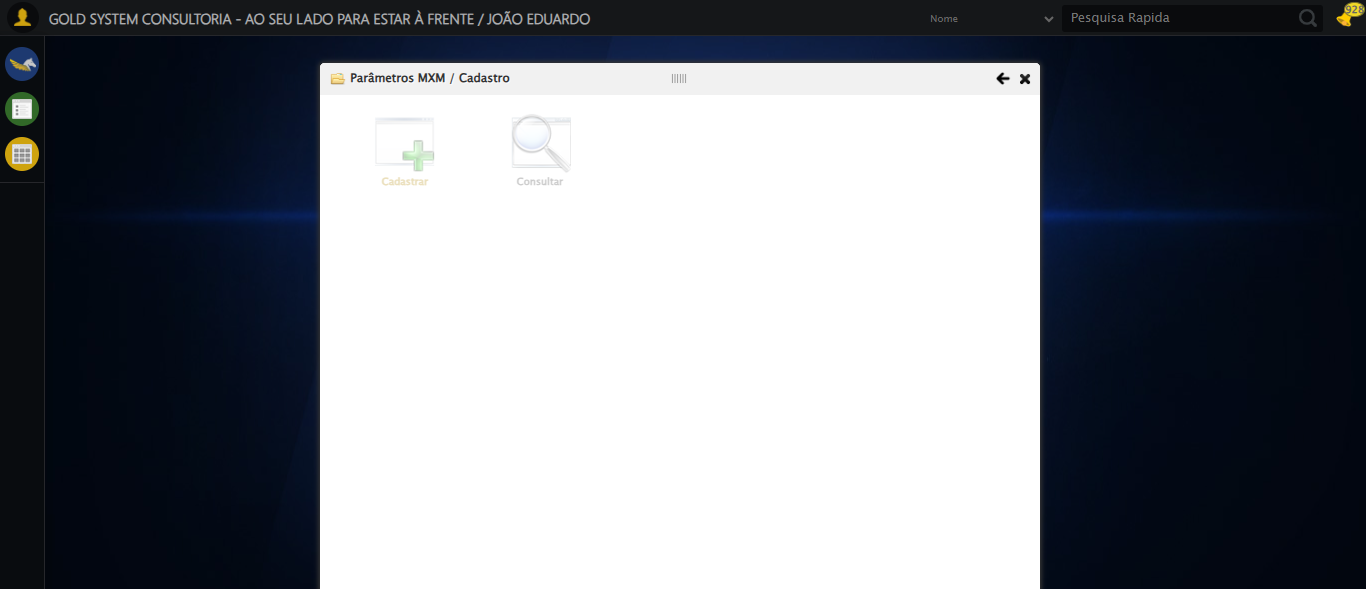 GOLD SYSTEM CONSULTORIA - AO SEU LADO PARA ESTAR À FRENTE / JOÃO EDUARDO
Nome
Pesquisa Rapida
928
Parâmetros MXM / Cadastro
Cadastrar
Consultar